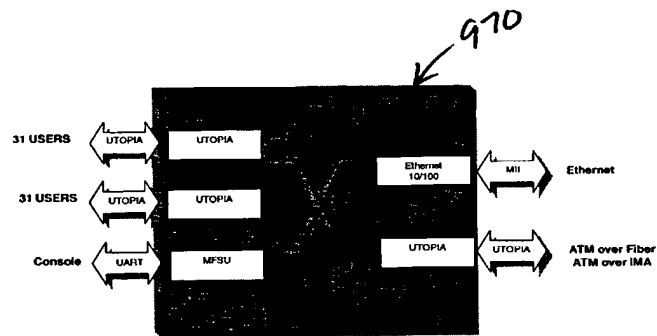 970
31 USERS
UTOPIA
UTOPIA
31 USERS
UTOPIA
UTOPIA
Console
UART
MFSU
Ethernet
10/100
MII
Ethernet
UTOPIA
UTOPIA
ATM over Fiber
ATM over IMA